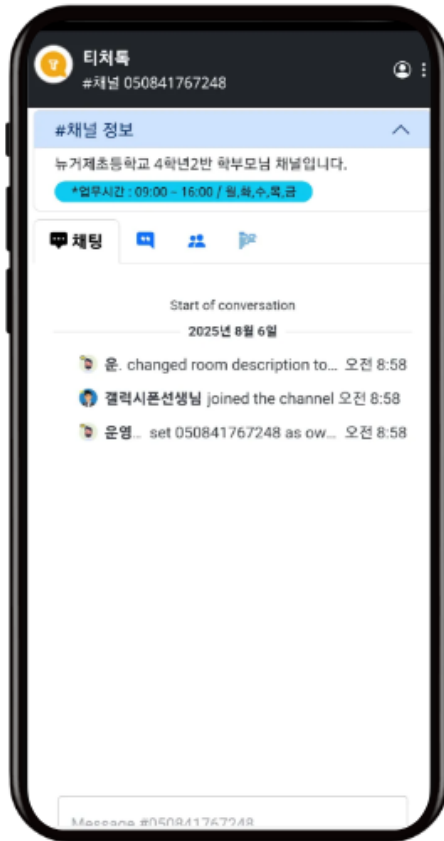 티처톡
#채널 050841767248
#채널 정보
뉴거제초등학교 4학년2반 학부모님 채널입니다.
*업무시간 : 09:00 ~ 16:00 / 월,화,수,목,금
채팅
Start of conversation
2025년 8월 6일
운. changed room description to... 오전 8:58
갤럭시폰선생님 joined the channel 오전 8:58
운영... set 050841767248 as ow... 오전 8:58
Message #050841767248